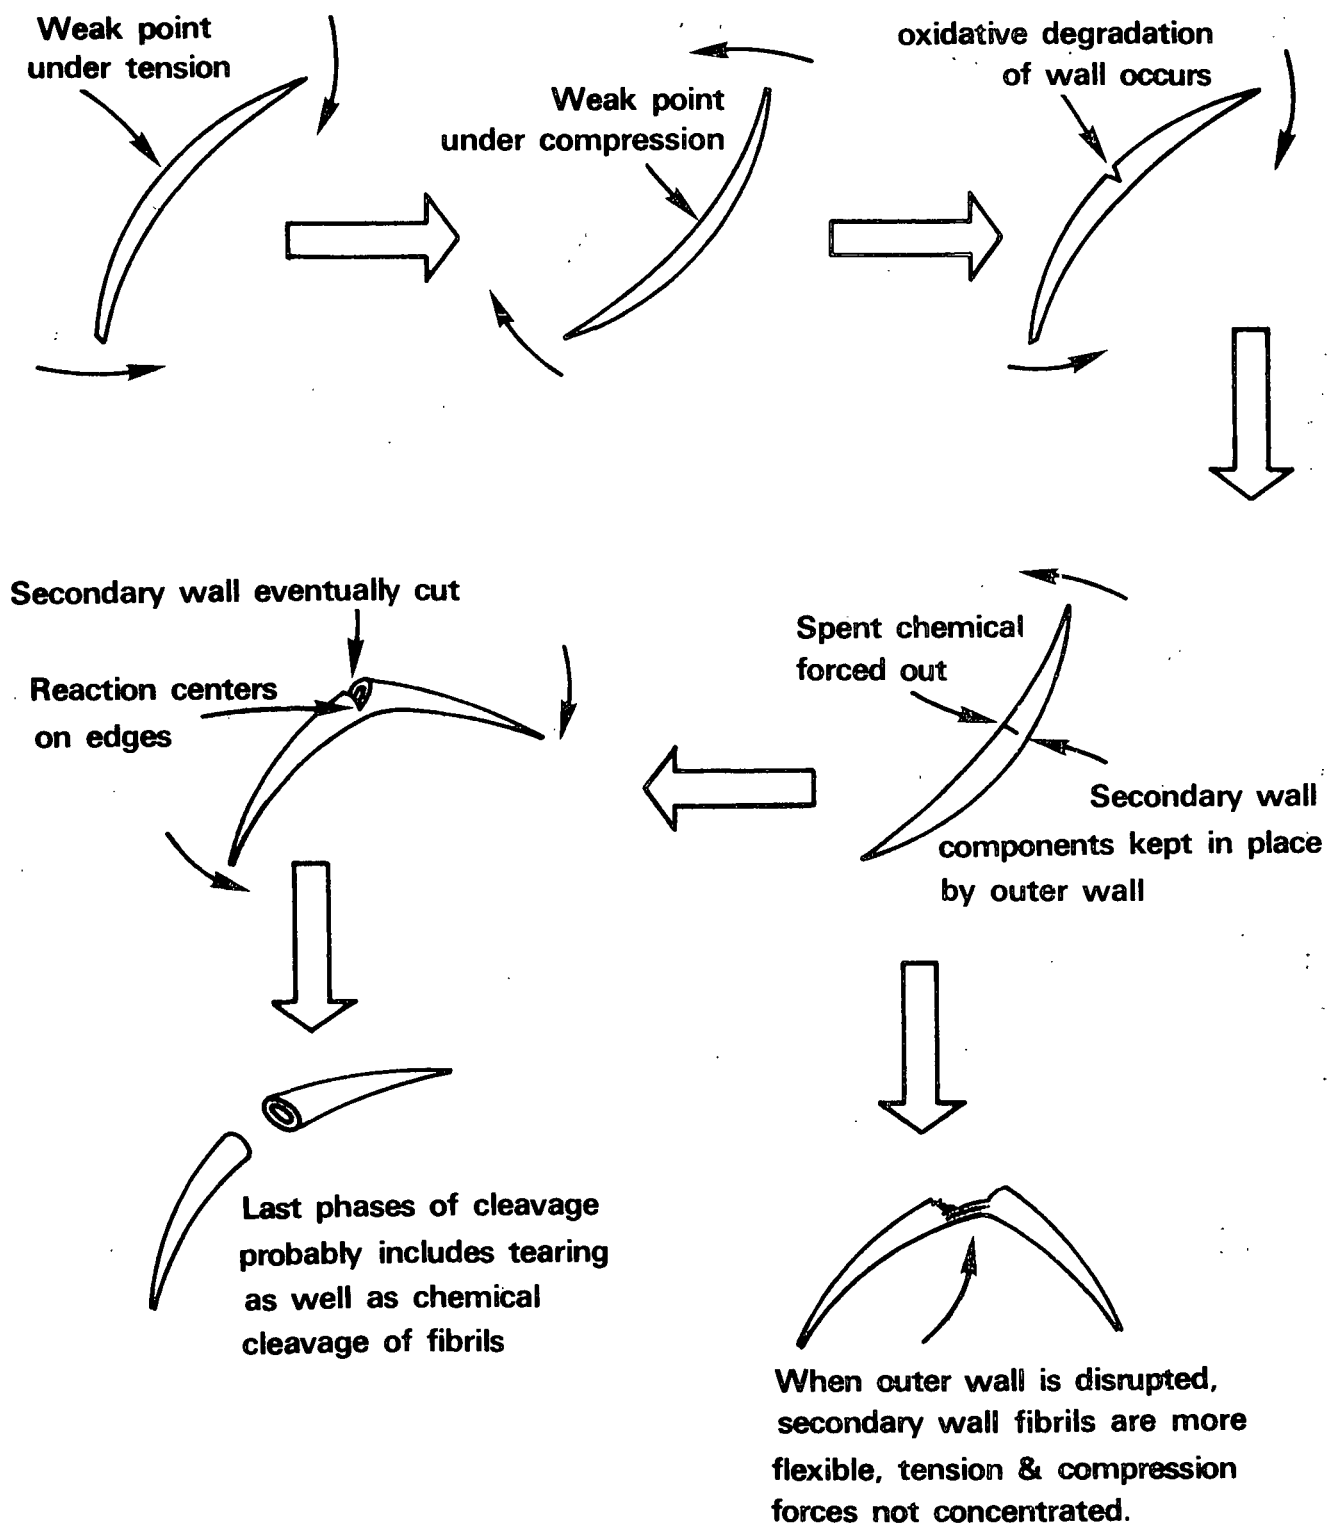 Weak point
under tension
Weak point
under compression
oxidative degradation
of wall occurs
Secondary wall eventually cut
Reaction centers
on edges
Spent chemical
forced out
Secondary wall
components kept in place
by outer wall
Last phases of cleavage
probably includes tearing
as well as chemical
cleavage of fibrils
When outer wall is disrupted,
secondary wall fibrils are more
flexible, tension & compression
forces not concentrated.